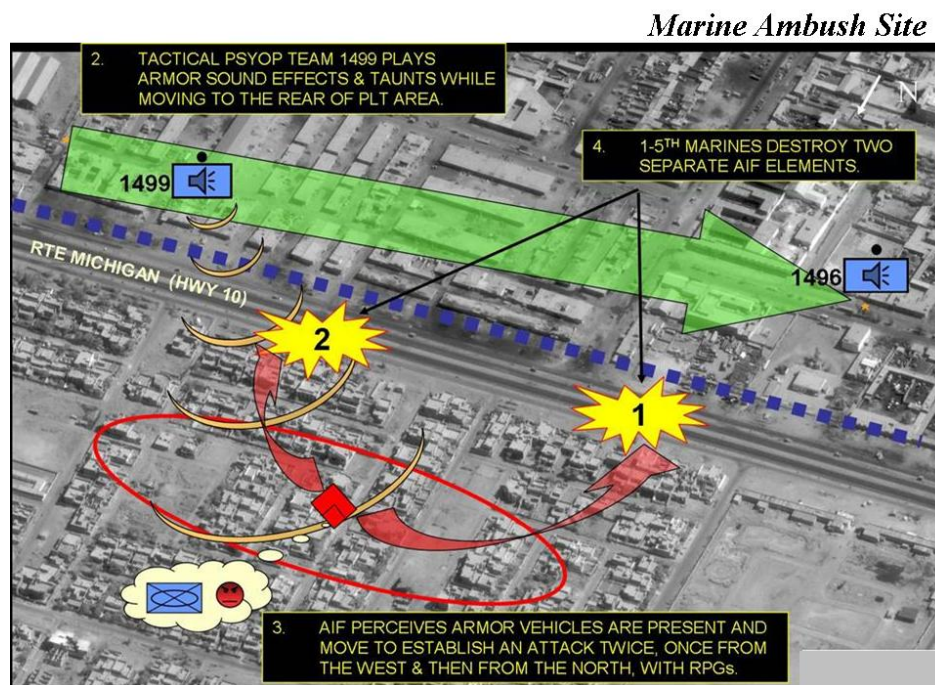 Marine Ambush Site
2. TACTICAL PSYOP TEAM 1499 PLAYS
ARMOR SOUND EFFECTS & TAUNTS WHILE
MOVING TO THE REAR OF PLT AREA.
N
4. 1-5TH MARINES DESTROY TWO
SEPARATE AIF ELEMENTS.
1499
1496
RTE MICHIGAN (HWY 10)
2
1
3. AIF PERCEIVES ARMOR VEHICLES ARE PRESENT AND
MOVE TO ESTABLISH AN ATTACK TWICE, ONCE FROM
THE WEST & THEN FROM THE NORTH, WITH RPGs.